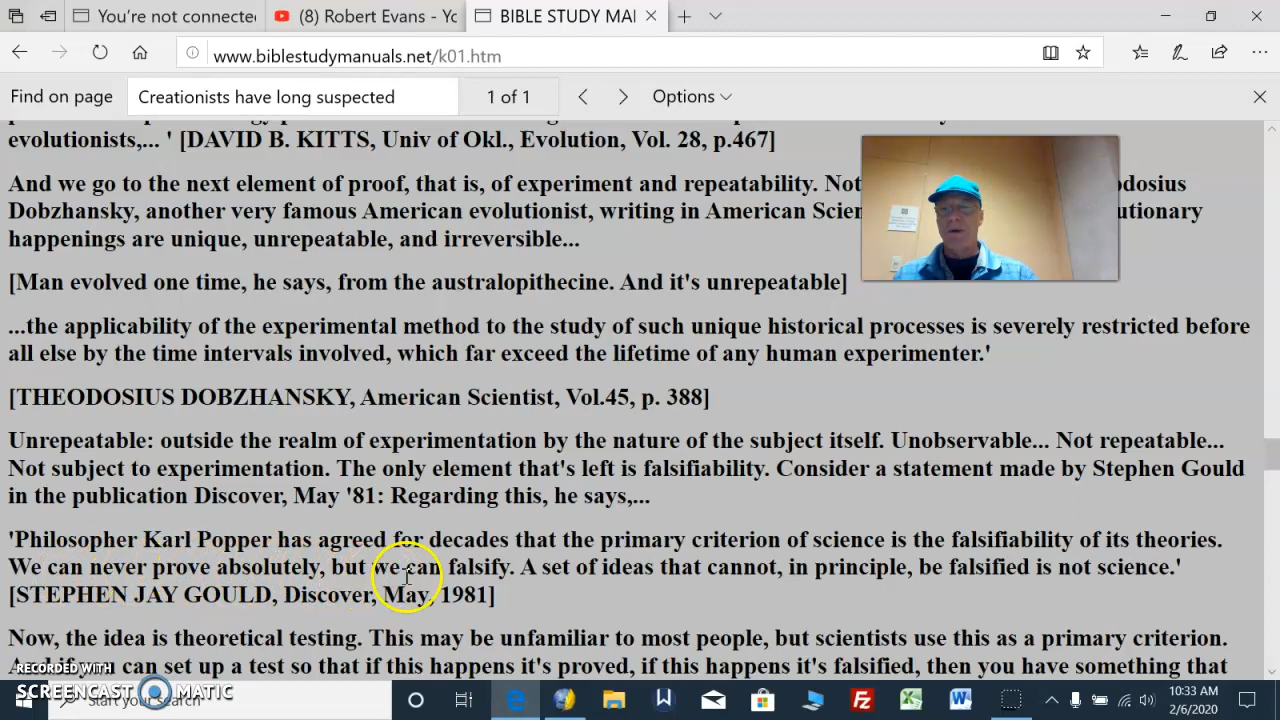 You're not connected
(8) Robert Evans - Yo
BIBLE STUDY MAN
www.biblestudymanuals.net/k01.htm
Find on page
Creationists have long suspected
1 of 1
Options
evolutionists,... ' [DAVID B. KITTS, Univ of Okl., Evolution, Vol. 28, p.467]
And we go to the next element of proof, that is, of experiment and repeatability. Not
Dobzhansky, another very famous American evolutionist, writing in American Scien
happenings are unique, unrepeatable, and irreversible...
[Man evolved one time, he says, from the australopithecine. And it's unrepeatable]
...the applicability of the experimental method to the study of such unique historical processes is severely restricted before
all else by the time intervals involved, which far exceed the lifetime of any human experimenter.'
[THEODOSIUS DOBZHANSKY, American Scientist, Vol.45, p. 388]
Unrepeatable: outside the realm of experimentation by the nature of the subject itself. Unobservable... Not repeatable...
Not subject to experimentation. The only element that's left is falsifiability. Consider a statement made by Stephen Gould
in the publication Discover, May '81: Regarding this, he says,...
'Philosopher Karl Popper has agreed for decades that the primary criterion of science is the falsifiability of its theories.
We can never prove absolutely, but we can falsify. A set of ideas that cannot, in principle, be falsified is not science.'
[STEPHEN JAY GOULD, Discover, May, 1981]
Now, the idea is theoretical testing. This may be unfamiliar to most people, but scientists use this as a primary criterion.
can set up a test so that if this happens it's proved, if this happens it's falsified, then you have something that
RECORDED WITH
SCREENCAST MATIC
Start your search
10:33 AM
2/6/2020